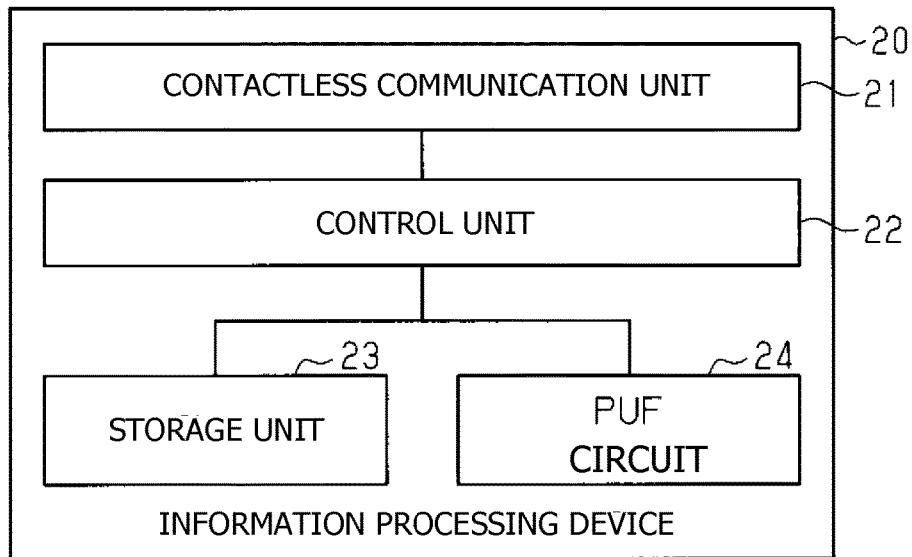 20
CONTACTLESS COMMUNICATION UNIT
21
CONTROL UNIT
22
23
24
STORAGE UNIT
PUF
CIRCUIT
INFORMATION PROCESSING DEVICE